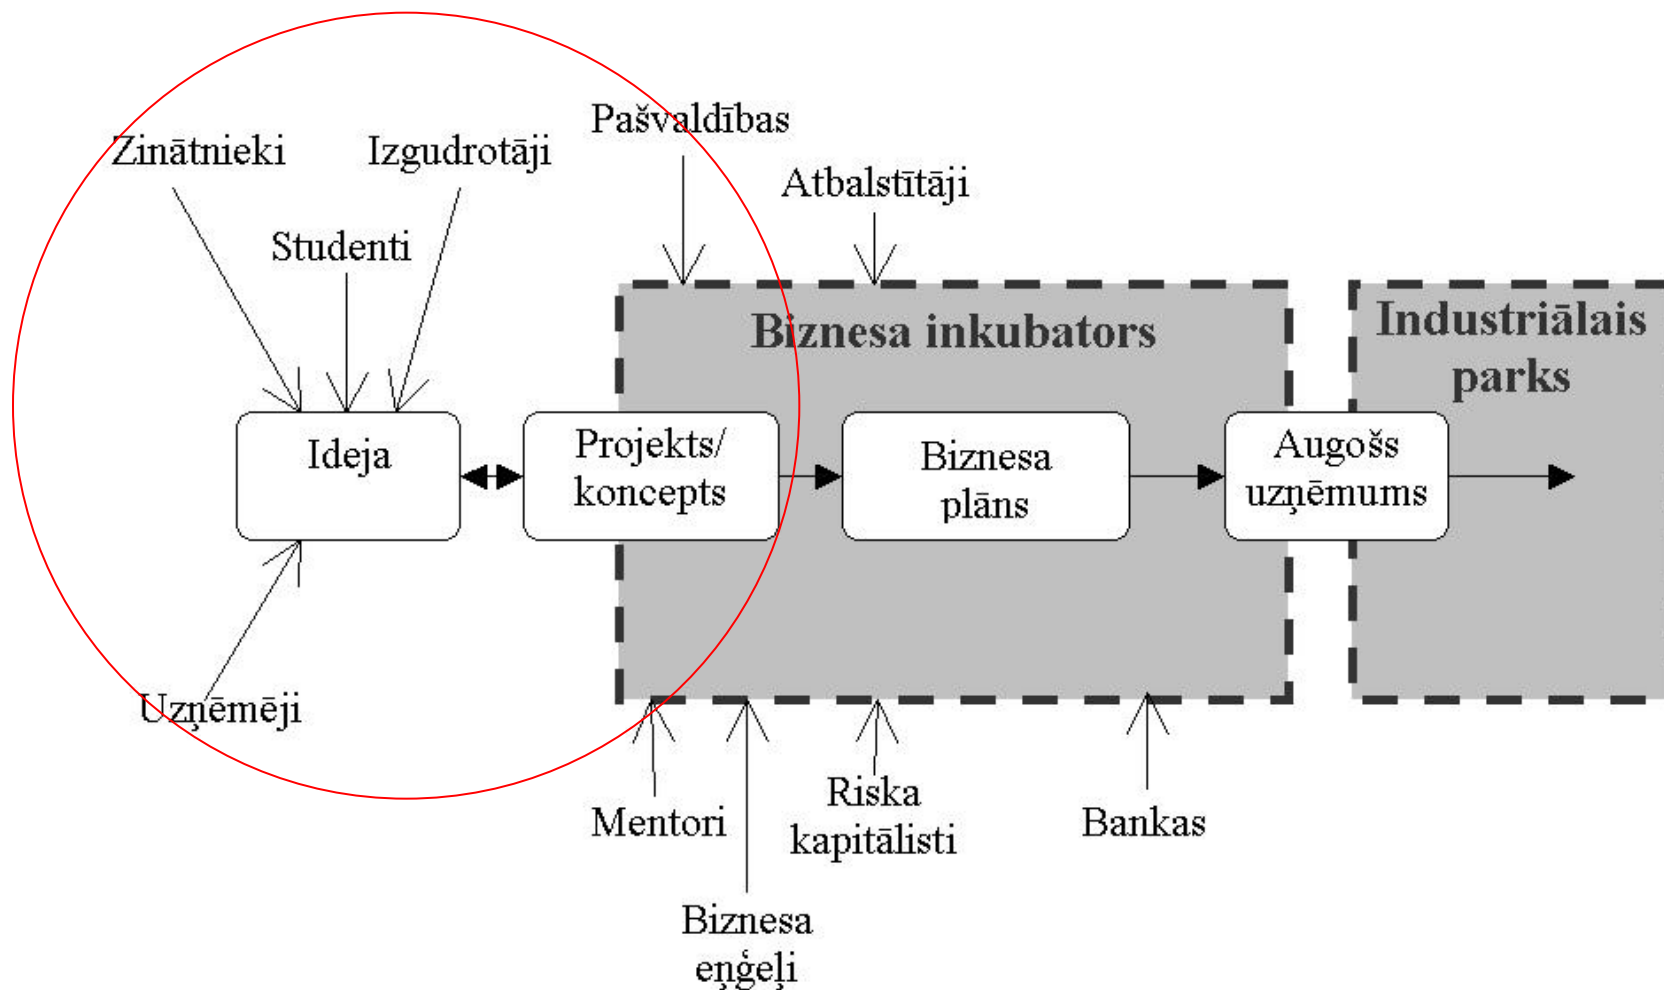 Pašvaldības
Zinātnieki
Izgudrotāji
Atbalstītāji
Studenti
Biznesa inkubators
Industriālais
parks
Ideja
Projekts/
koncepts
Biznesa
plāns
Augošs
uzņēmums
Uzņēmēji
Mentori
Riska
kapitālisti
Bankas
Biznesa
eņģeļi